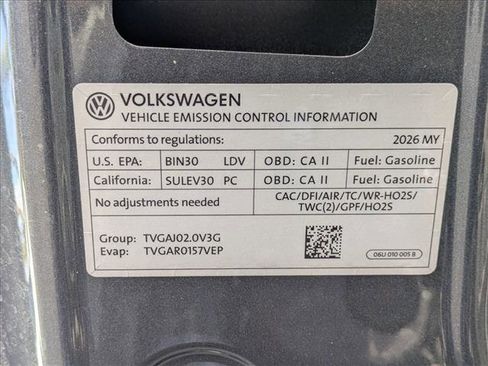 VOLKSWAGEN
VEHICLE EMISSION CONTROL INFORMATION
Conforms to regulations: 2026 MY
U.S. EPA: BIN30 LDV OBD: CA II Fuel: Gasoline
California: SULEV30 PC OBD: CA II Fuel: Gasoline
No adjustments needed CAC/DFI/AIR/TC/WR-HO2S/
TWC(2)/GPF/HO2S
Group: TVGAJ02.0V3G
Evap: TVGAR0157VEP
06U 010 005 B